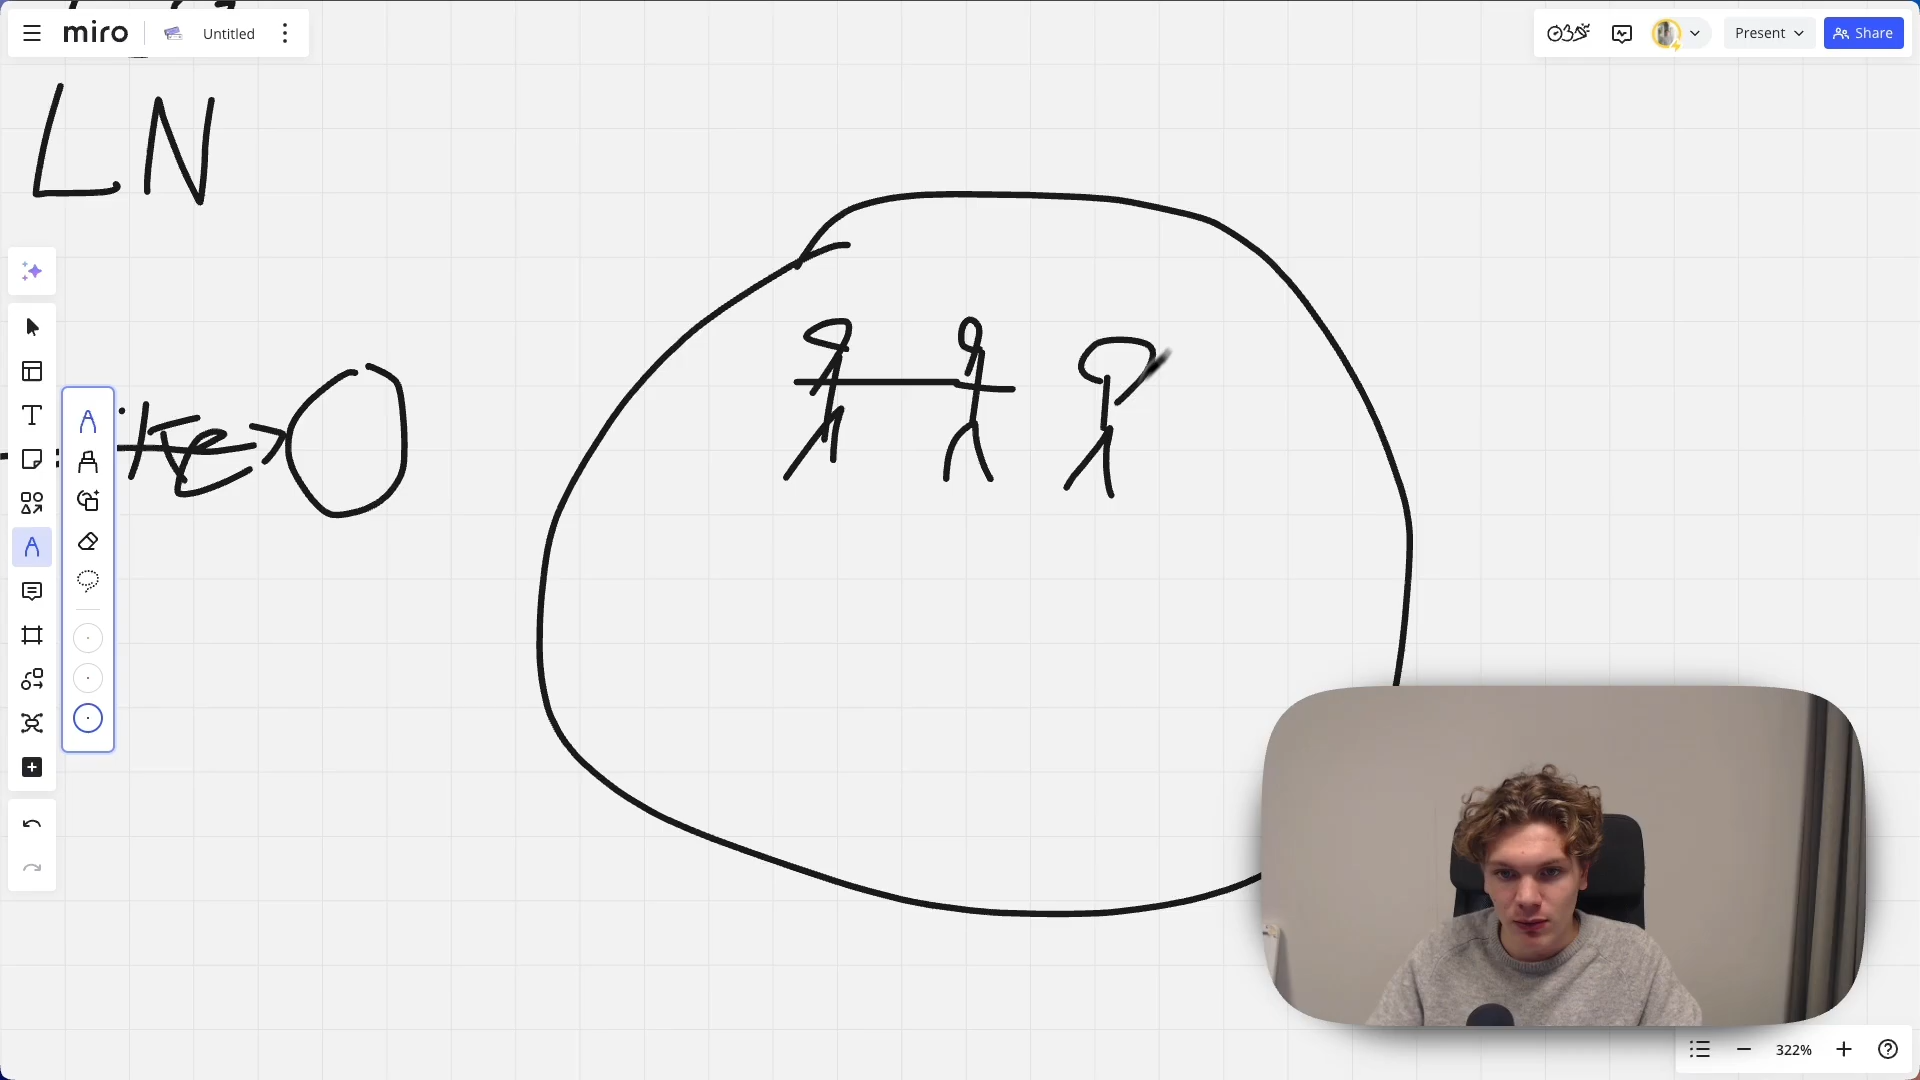 miro
Untitled
Present
Share
LN
322%